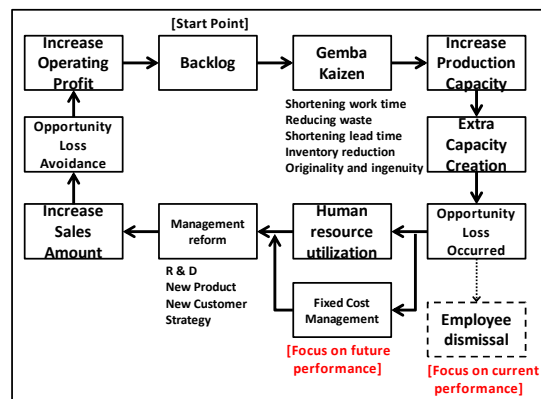 [Start Point]
Increase
Operating
Profit
Backlog
Gemba
Kaizen
Increase
Production
Capacity
Shortening work time
Reducing waste
Shortening lead time
Inventory reduction
Originality and ingenuity
Opportunity
Loss
Avoidance
Extra
Capacity
Creation
Increase
Sales
Amount
Management
reform
Human
resource
utilization
Opportunity
Loss
Occurred
R & D
New Product
New Customer
Strategy
Fixed Cost
Management
Employee
dismissal
[Focus on future
performance]
[Focus on current
performance]